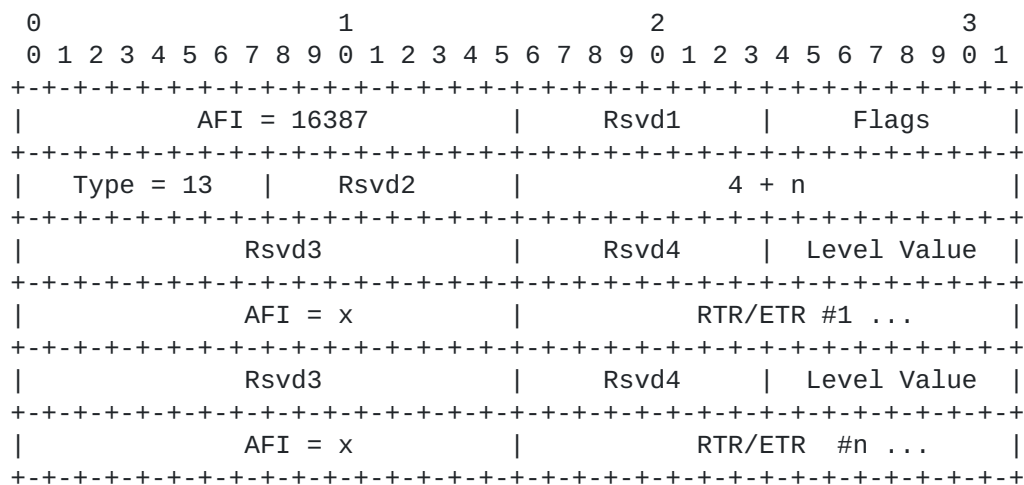 0                   1                   2                   3
 0 1 2 3 4 5 6 7 8 9 0 1 2 3 4 5 6 7 8 9 0 1 2 3 4 5 6 7 8 9 0 1
+-+-+-+-+-+-+-+-+-+-+-+-+-+-+-+-+-+-+-+-+-+-+-+-+-+-+-+-+-+-+-+-+
|           AFI = 16387         |     Rsvd1     |     Flags     |
+-+-+-+-+-+-+-+-+-+-+-+-+-+-+-+-+-+-+-+-+-+-+-+-+-+-+-+-+-+-+-+-+
|   Type = 13   |    Rsvd2      |             4 + n             |
+-+-+-+-+-+-+-+-+-+-+-+-+-+-+-+-+-+-+-+-+-+-+-+-+-+-+-+-+-+-+-+-+
|              Rsvd3            |     Rsvd4     |  Level Value  |
+-+-+-+-+-+-+-+-+-+-+-+-+-+-+-+-+-+-+-+-+-+-+-+-+-+-+-+-+-+-+-+-+
|              AFI = x          |           RTR/ETR #1 ...      |
+-+-+-+-+-+-+-+-+-+-+-+-+-+-+-+-+-+-+-+-+-+-+-+-+-+-+-+-+-+-+-+-+
|              Rsvd3            |     Rsvd4     |  Level Value  |
+-+-+-+-+-+-+-+-+-+-+-+-+-+-+-+-+-+-+-+-+-+-+-+-+-+-+-+-+-+-+-+-+
|              AFI = x          |           RTR/ETR  #n ...     |
+-+-+-+-+-+-+-+-+-+-+-+-+-+-+-+-+-+-+-+-+-+-+-+-+-+-+-+-+-+-+-+-+